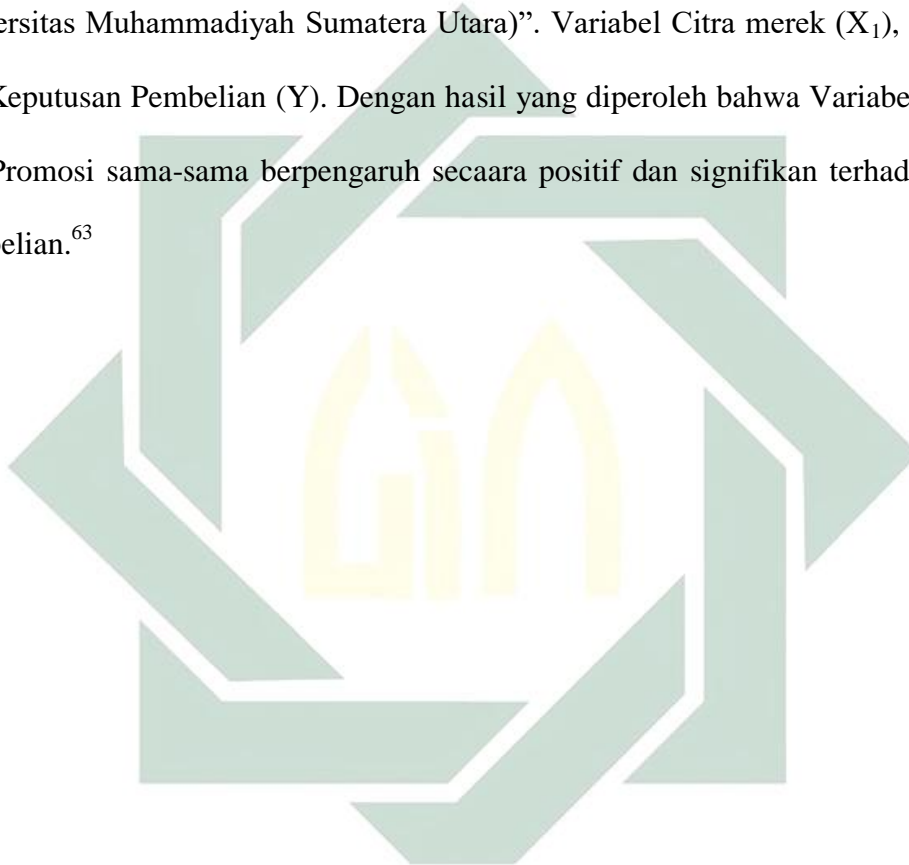 ersitas Muhammadiyah Sumatera Utara)”. Variabel Citra merek (X₁),
Keputusan Pembelian (Y). Dengan hasil yang diperoleh bahwa Variabe
Promosi sama-sama berpengaruh secaara positif dan signifikan terhad
elian.⁶³